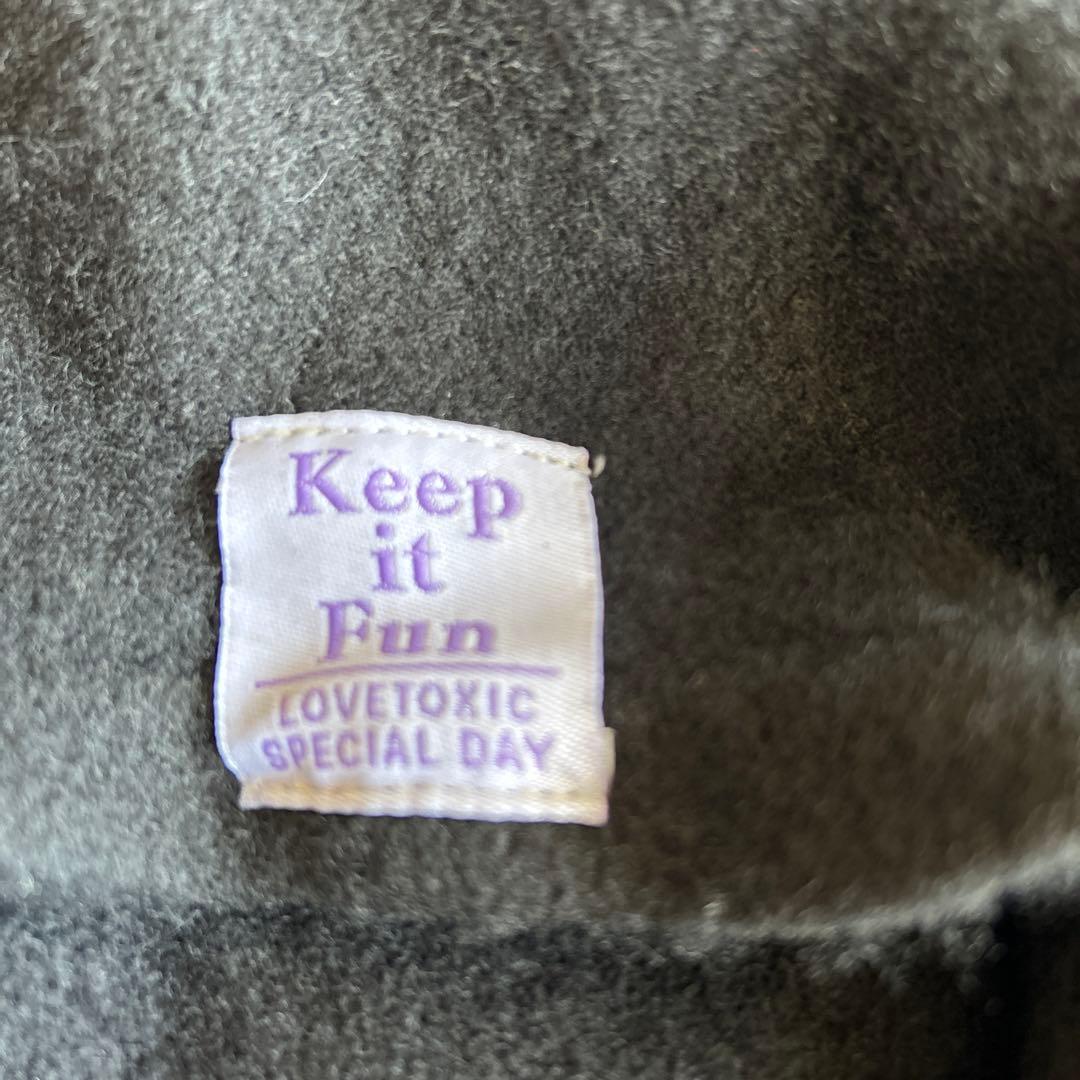 Keep
it
Fun
LOVETOXIC
SPECIAL DAY